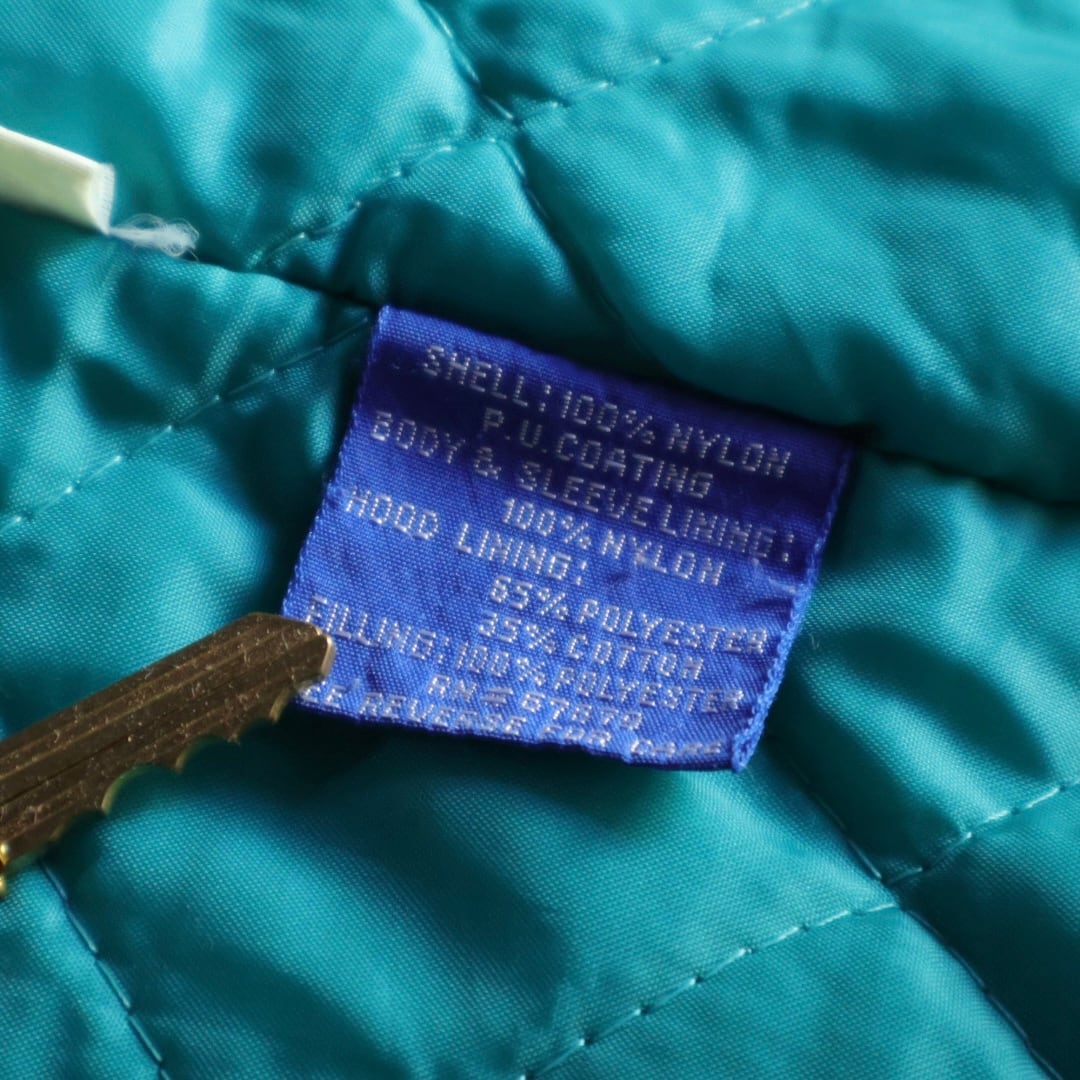 SHELL:100% NYLON
P.U.COATING
BODY & SLEEVE LINING:
100% NYLON
HOOD LINING:
65% POLYESTER
35% COTTON
FILLING:100% POLYESTER
RN#
REVERSE FOR CARE